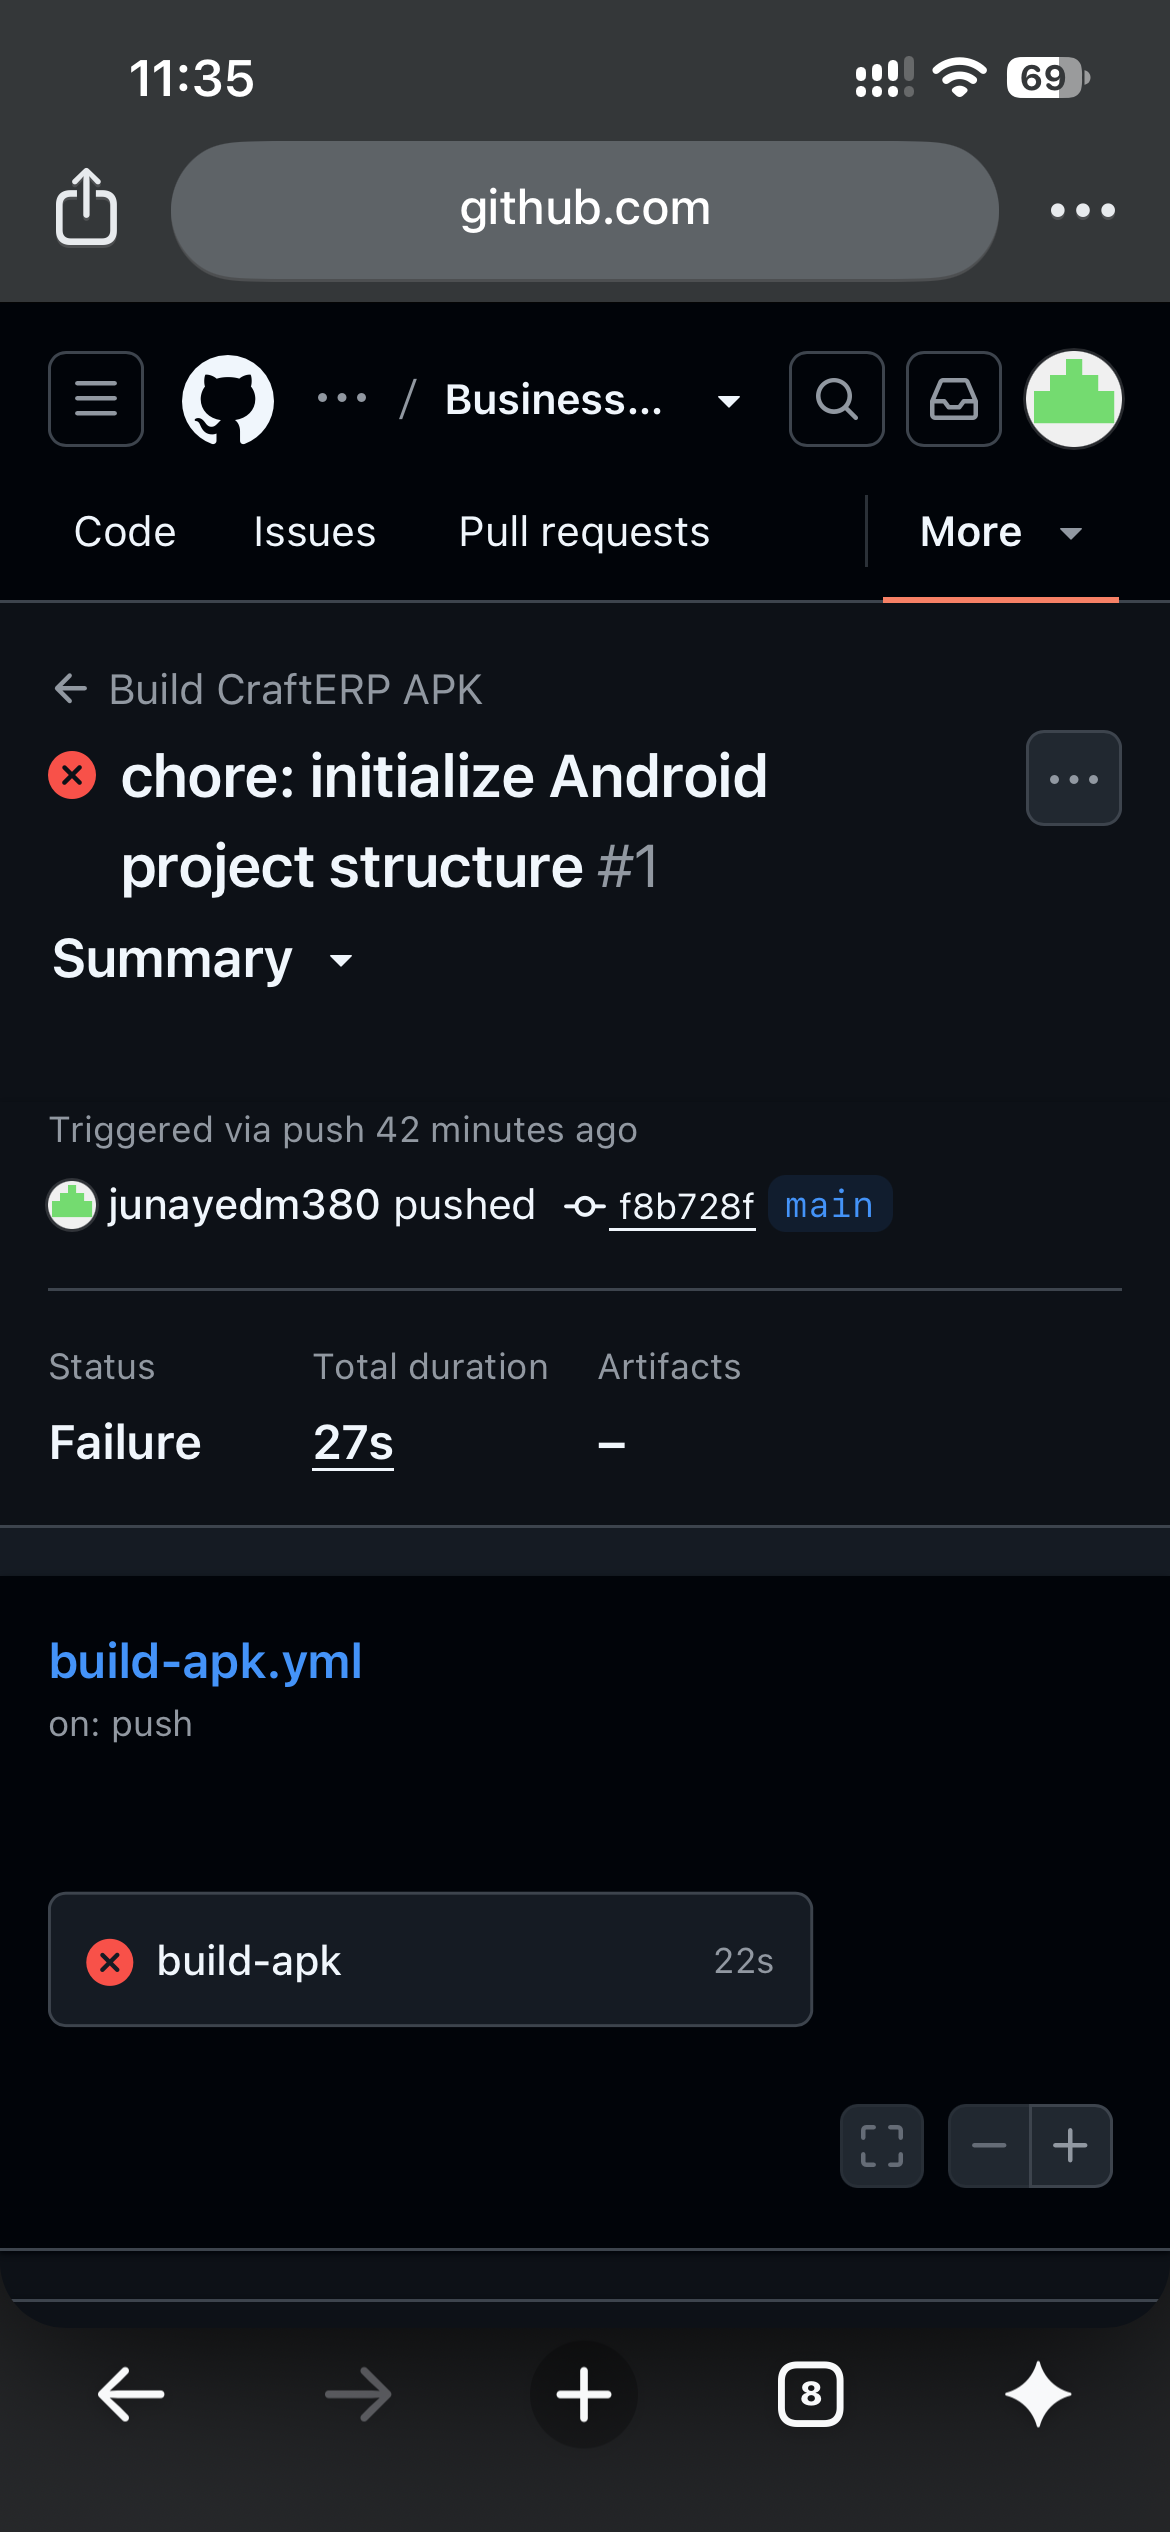 11:35
69
github.com
... / Business...
Code Issues Pull requests More
Build CraftERP APK
chore: initialize Android
project structure #1
Summary
Triggered via push 42 minutes ago
junayedm380 pushed f8b728f main
Status Total duration Artifacts
Failure 27s –
build-apk.yml
on: push
build-apk 22s
8